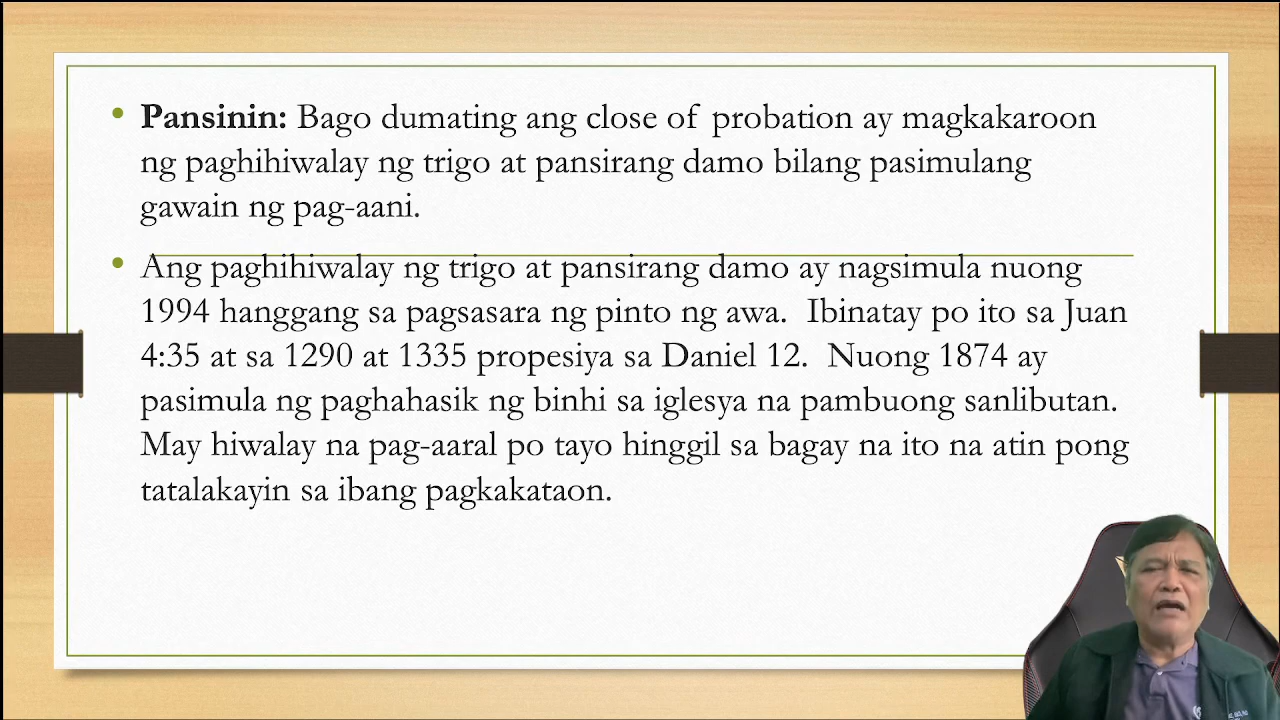 • Pansinin: Bago dumating ang close of probation ay magkakaroon
ng paghihiwalay ng trigo at pansirang damo bilang pasimulang
gawain ng pag-aani.
• Ang paghihiwalay ng trigo at pansirang damo ay nagsimula nuong
1994 hanggang sa pagsasara ng pinto ng awa. Ibinatay po ito sa Juan
4:35 at sa 1290 at 1335 propesiya sa Daniel 12. Nuong 1874 ay
pasimula ng paghahasik ng binhi sa iglesya na pambuong sanlibutan.
May hiwalay na pag-aaral po tayo hinggil sa bagay na ito na atin pong
tatalakayin sa ibang pagkakataon.